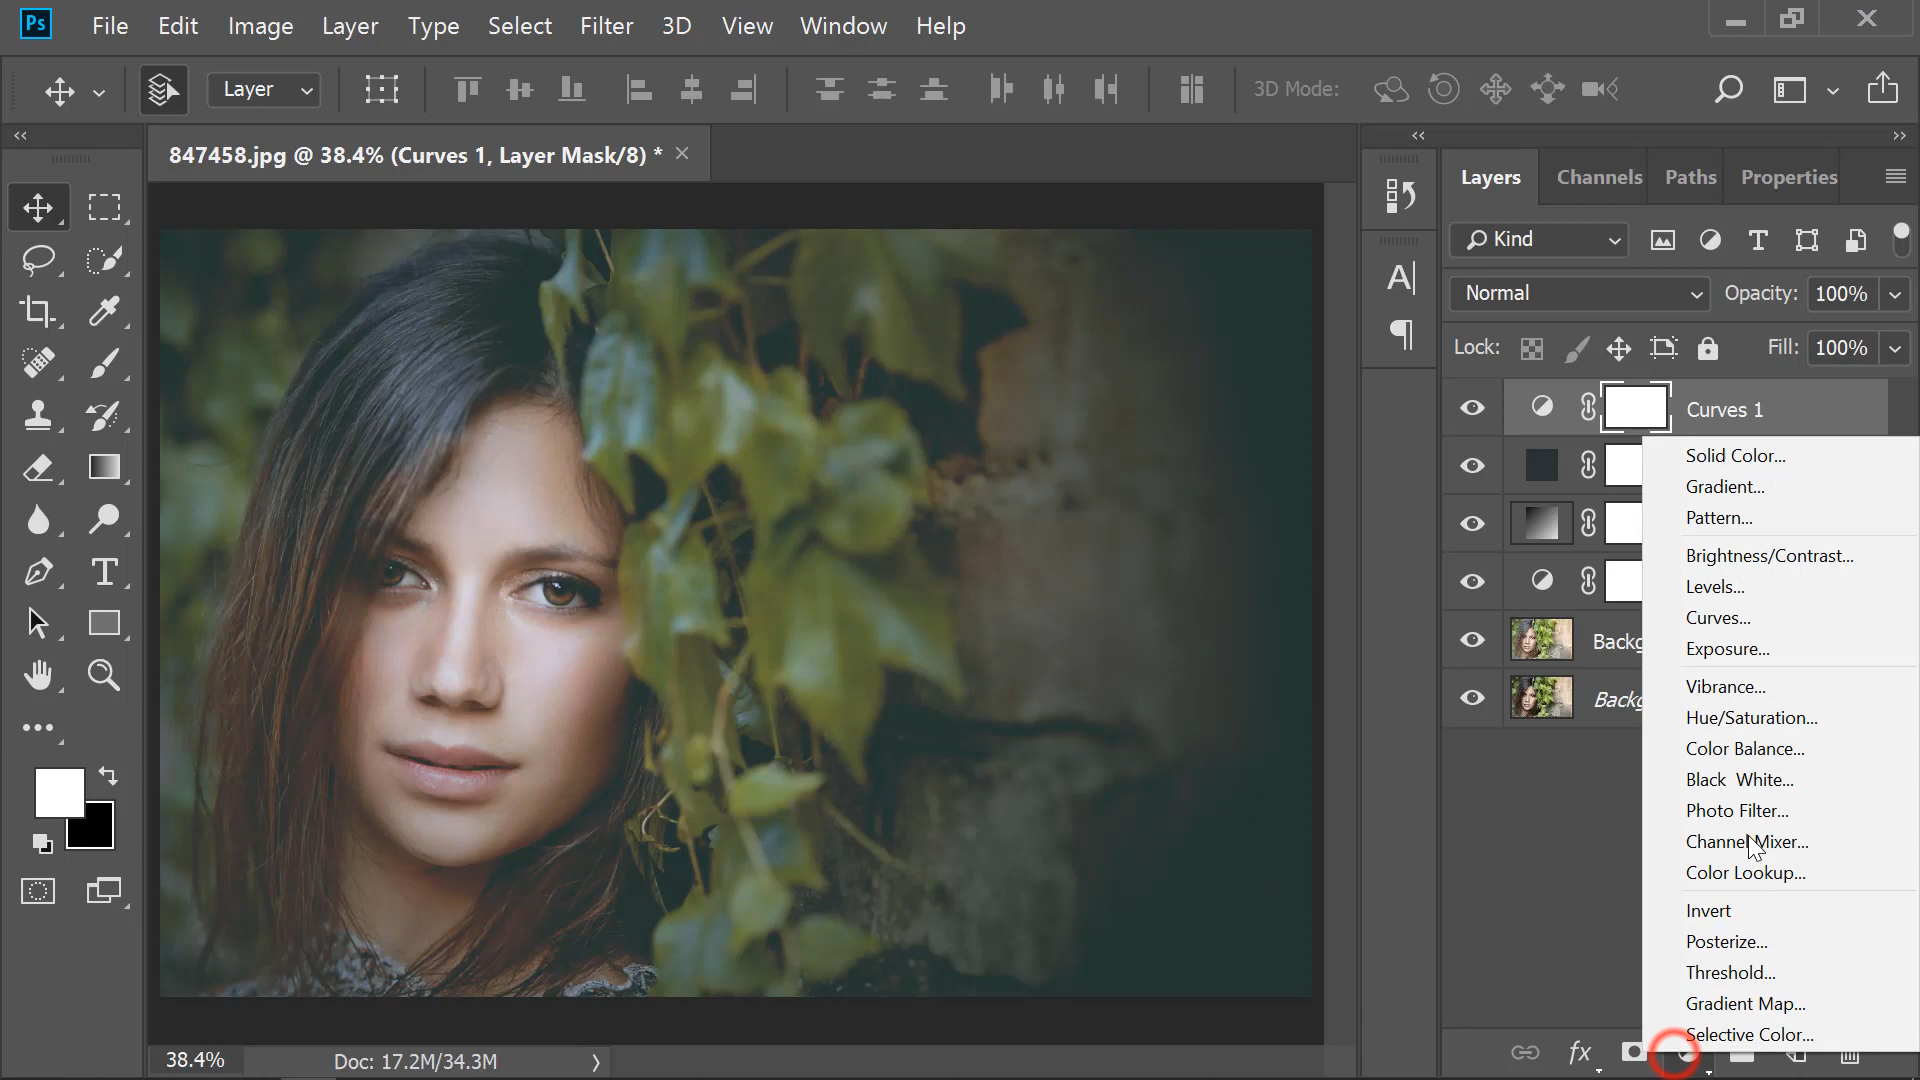 Ps File Edit Image Layer Type Select Filter 3D View Window Help
Layer 3D Mode:
847458.jpg @ 38.4% (Curves 1, Layer Mask/8) *
Layers Channels Paths Properties
Kind
Normal Opacity: 100%
Lock: Fill: 100%
Curves 1
Solid Color...
Gradient...
Pattern...
Brightness/Contrast...
Levels...
Curves...
Exposure...
Backg
Vibrance...
Backg
Hue/Saturation...
Color Balance...
Black White...
Photo Filter...
Channel Mixer...
Color Lookup...
Invert
Posterize...
Threshold...
Gradient Map...
Selective Color...
fx
38.4% Doc: 17.2M/34.3M